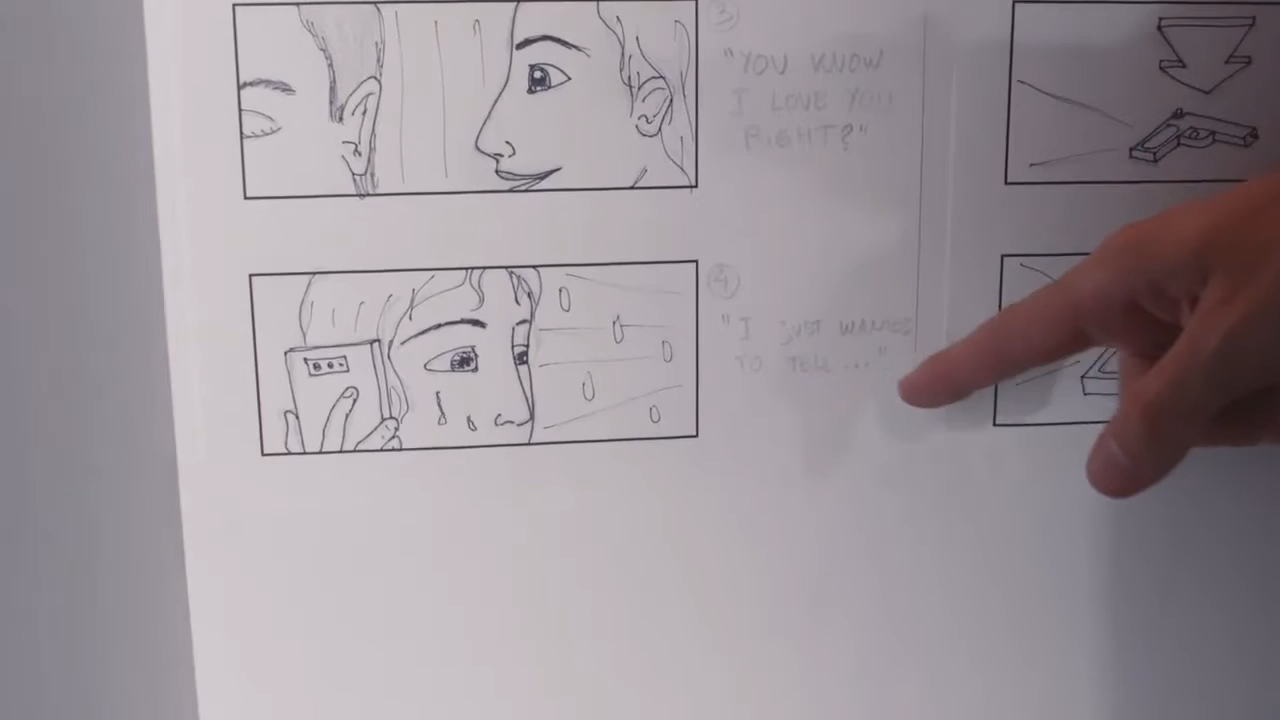 3
"YOU KNOW
I LOVE YOU
RIGHT?"
4
"I JUST WANTED
TO TELL ..."